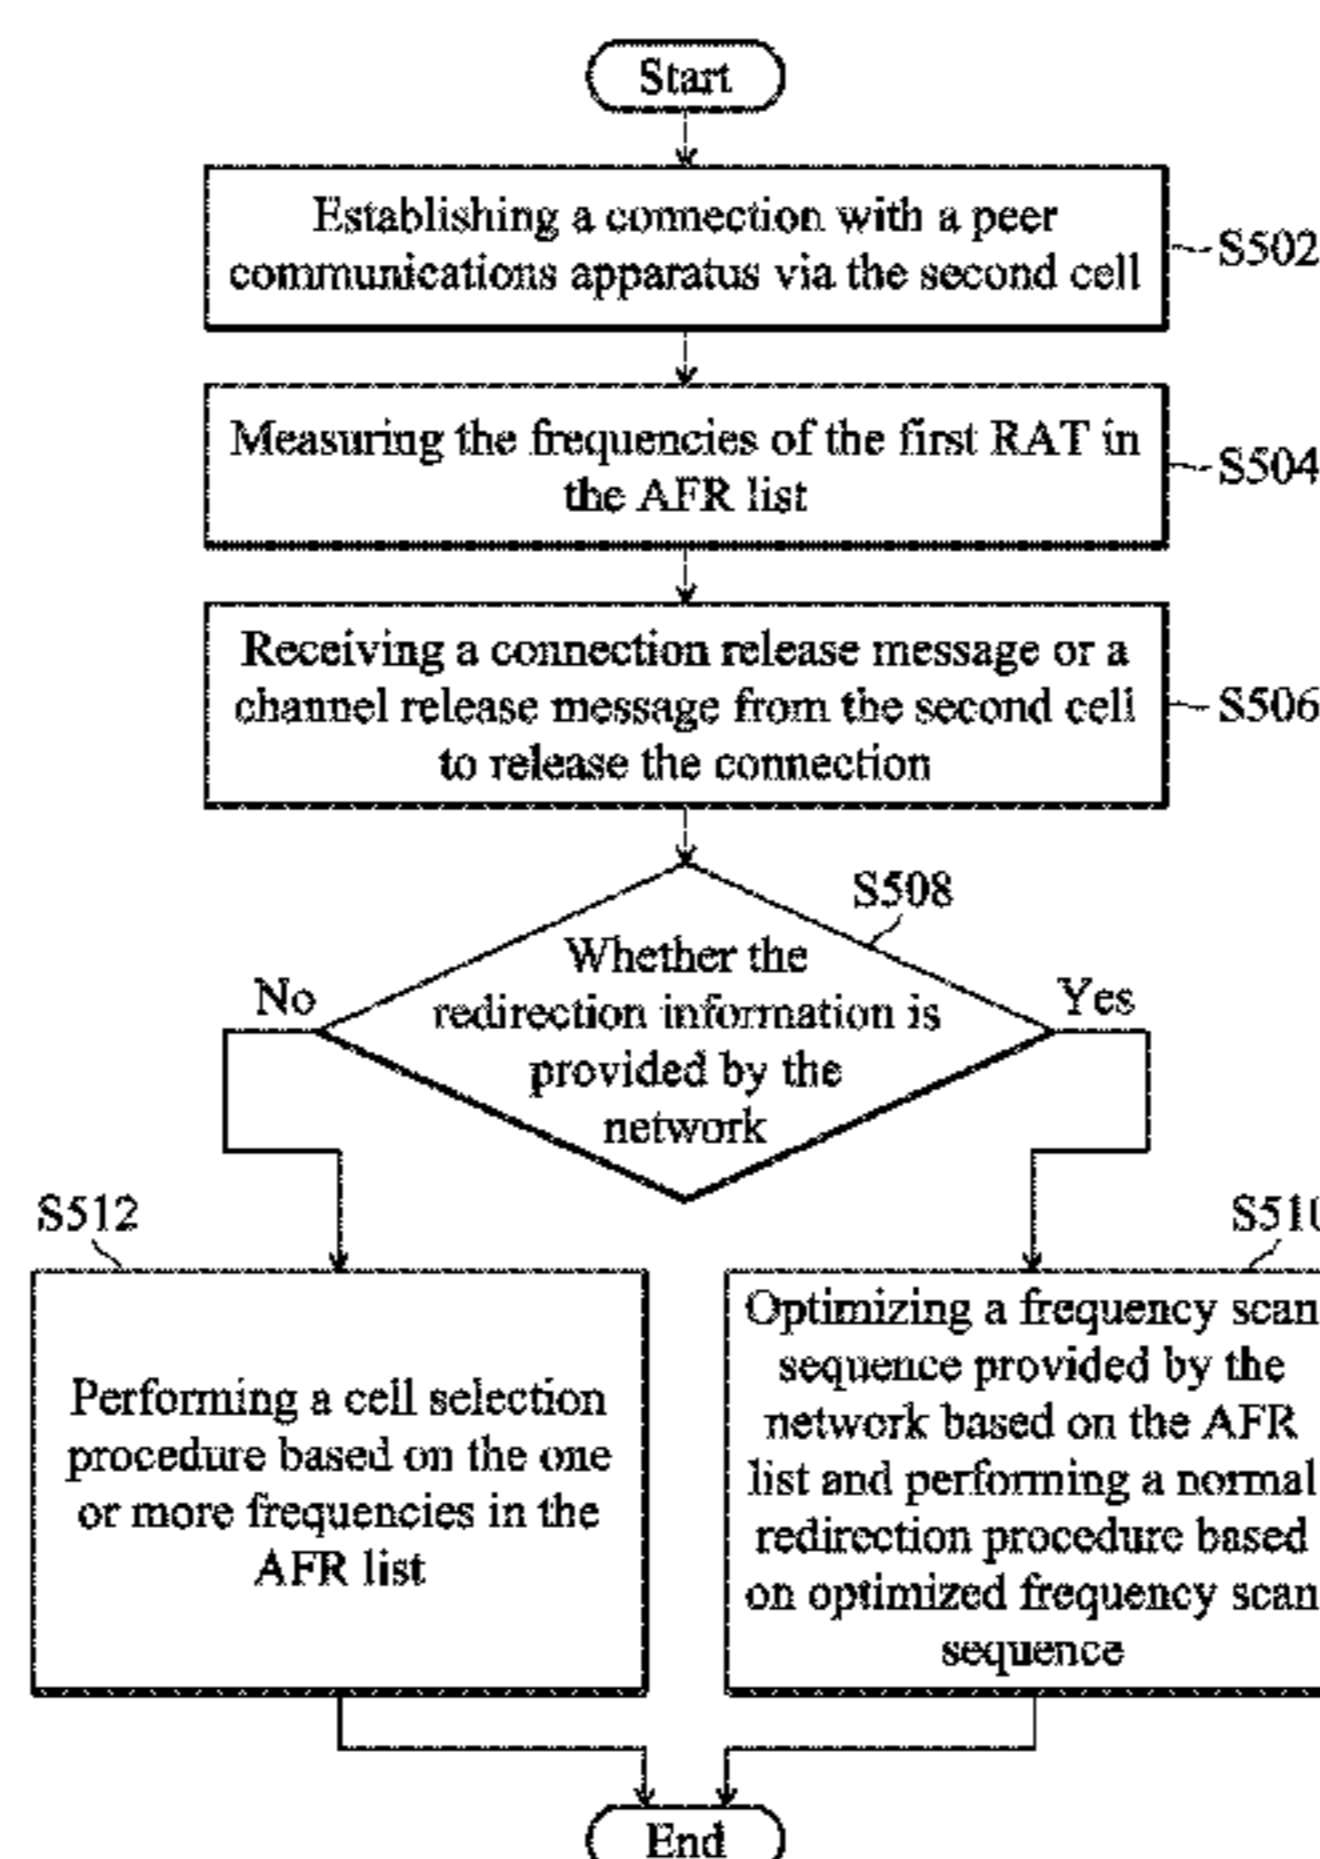 Start
Establishing a connection with a peer
communications apparatus via the second cell
S502
Measuring the frequencies of the first RAT in
the AFR list
S504
Receiving a connection release message or a
channel release message from the second cell
to release the connection
S506
S508
Whether the
redirection information is
provided by the
network
No
Yes
S512
Performing a cell selection
procedure based on the one
or more frequencies in the
AFR list
S510
Optimizing a frequency scan
sequence provided by the
network based on the AFR
list and performing a normal
redirection procedure based
on optimized frequency scan
sequence
End